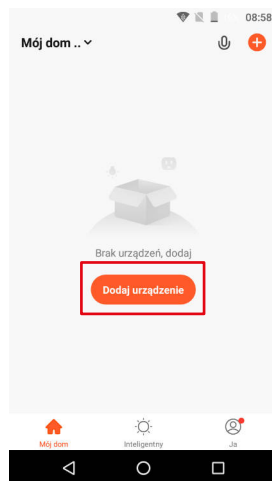 08:58
Mój dom ..
Brak urządzeń, dodaj
Dodaj urządzenie
Mój dom
Inteligentny
Ja